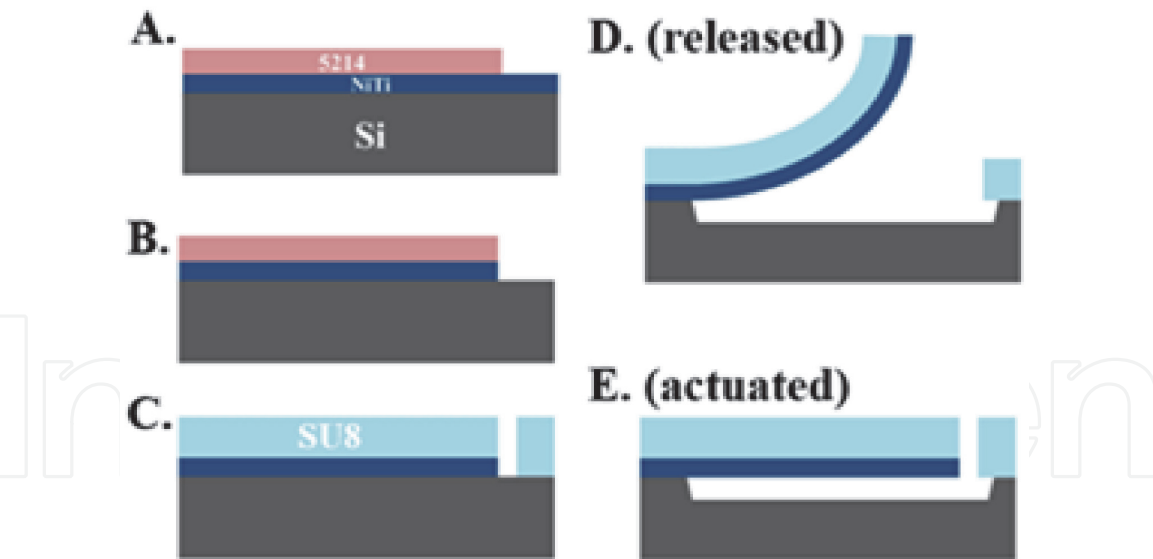 A.
5214
NiTi
Si
B.
C.
SU8
D. (released)
E. (actuated)